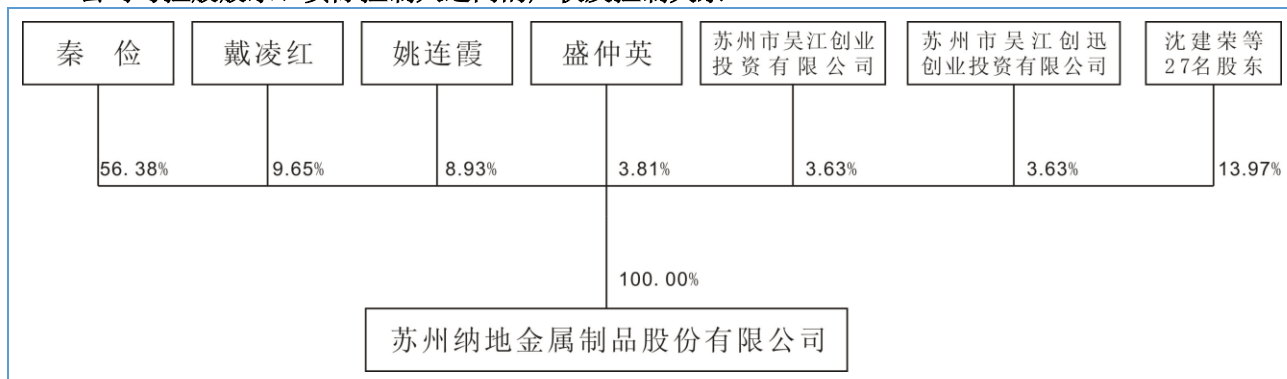 秦 俭
戴凌红
姚连霞
盛仲英
苏州市吴江创业
投资有限公司
苏州市吴江创迅
创业投资有限公司
沈建荣等
27名股东
56.38%
9.65%
8.93%
3.81%
3.63%
3.63%
13.97%
100.00%
苏州纳地金属制品股份有限公司